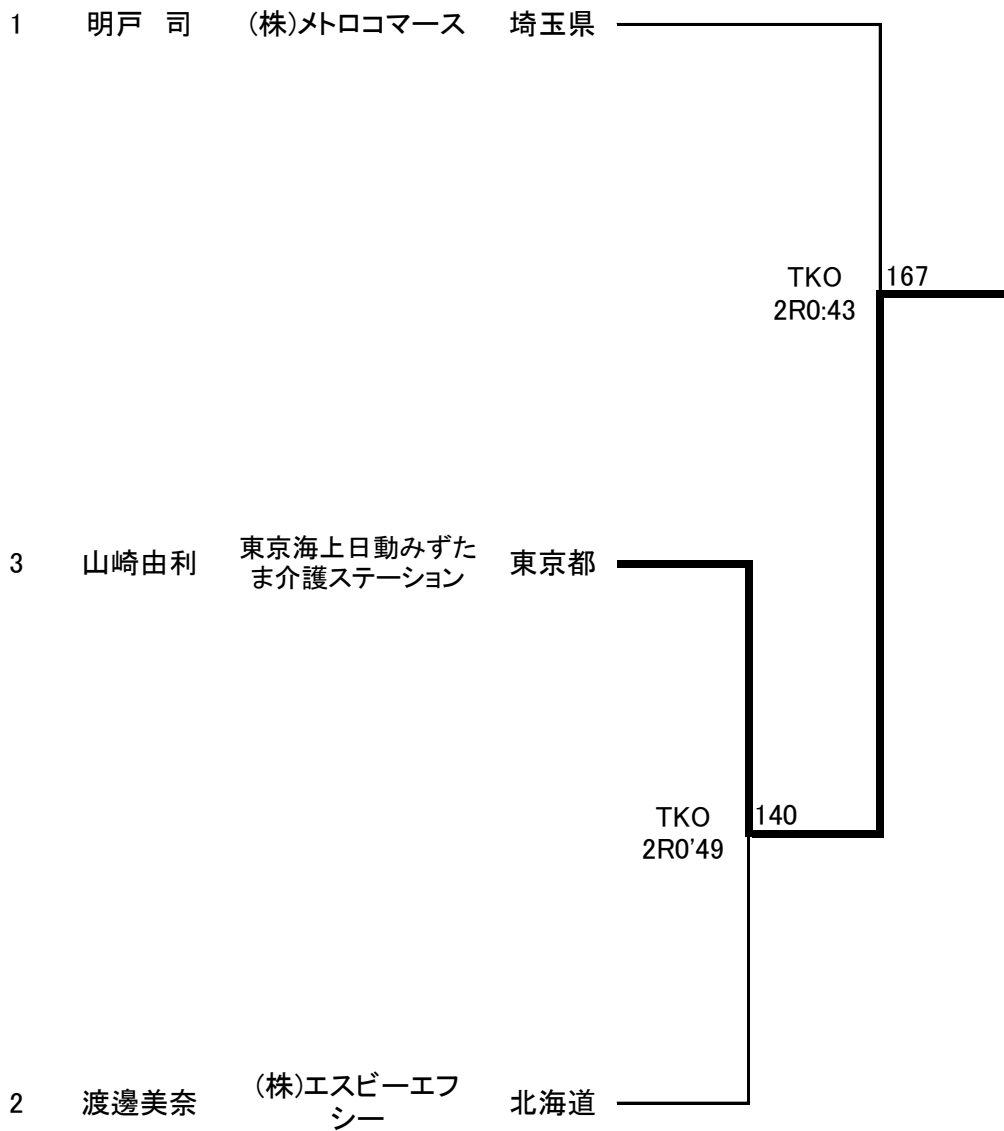 1 明戸 司 (株)メトロコマース 埼玉県
TKO 167
2R0:43
3 山崎由利 東京海上日動みずた 東京都
ま介護ステーション
TKO 140
2R0'49
2 渡邊美奈 (株)エスビーエフ 北海道
シー